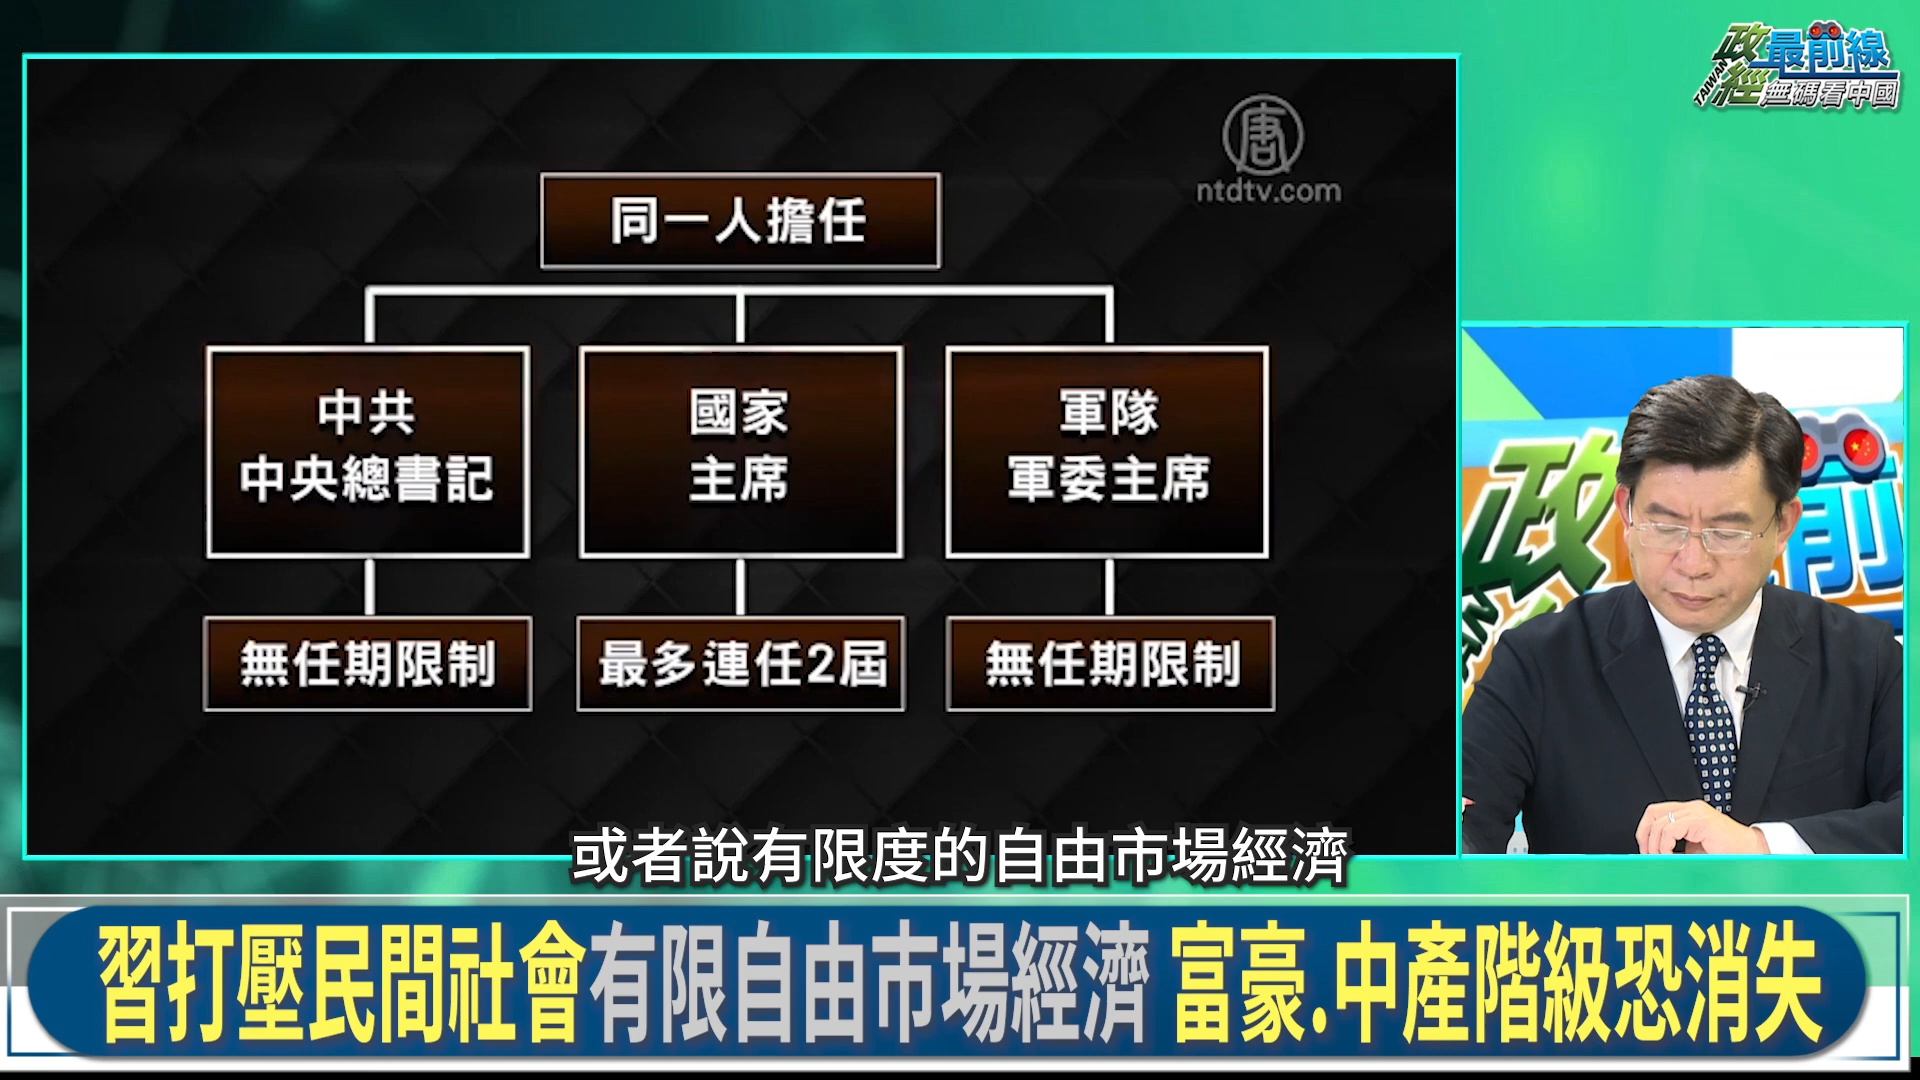 政經最前線
TAIWAN
無碼看中國
唐
ntdtv.com
同一人擔任
中共
中央總書記
國家
主席
軍隊
軍委主席
無任期限制
最多連任2屆
無任期限制
政
前
或者說有限度的自由市場經濟
習打壓民間社會有限自由市場經濟 富豪.中產階級恐消失